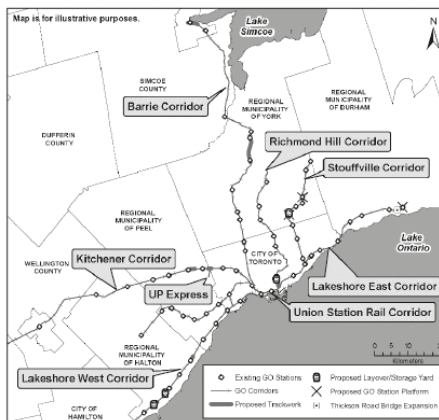 Map is for illustrative purposes.
Lake
Simcoe
N
SIMCOE
COUNTY
Barrie Corridor
REGIONAL
MUNICIPALITY
OF YORK
REGIONAL
MUNICIPALITY
OF DURHAM
DUFFERIN
COUNTY
Richmond Hill Corridor
Stouffville Corridor
REGIONAL
MUNICIPALITY
OF PEEL
Lake
Ontario
WELLINGTON
COUNTY
Kitchener Corridor
CITY OF
TORONTO
Lakeshore East Corridor
UP Express
Union Station Rail Corridor
REGIONAL
MUNICIPALITY
OF HALTON
Lakeshore West Corridor
CITY OF
HAMILTON
0 5 10 20
Kilometers
Existing GO Stations
GO Corridors
Proposed Trackwork
Proposed Layover/Storage Yard
Proposed GO Station Platform
Thickson Road Bridge Expansion